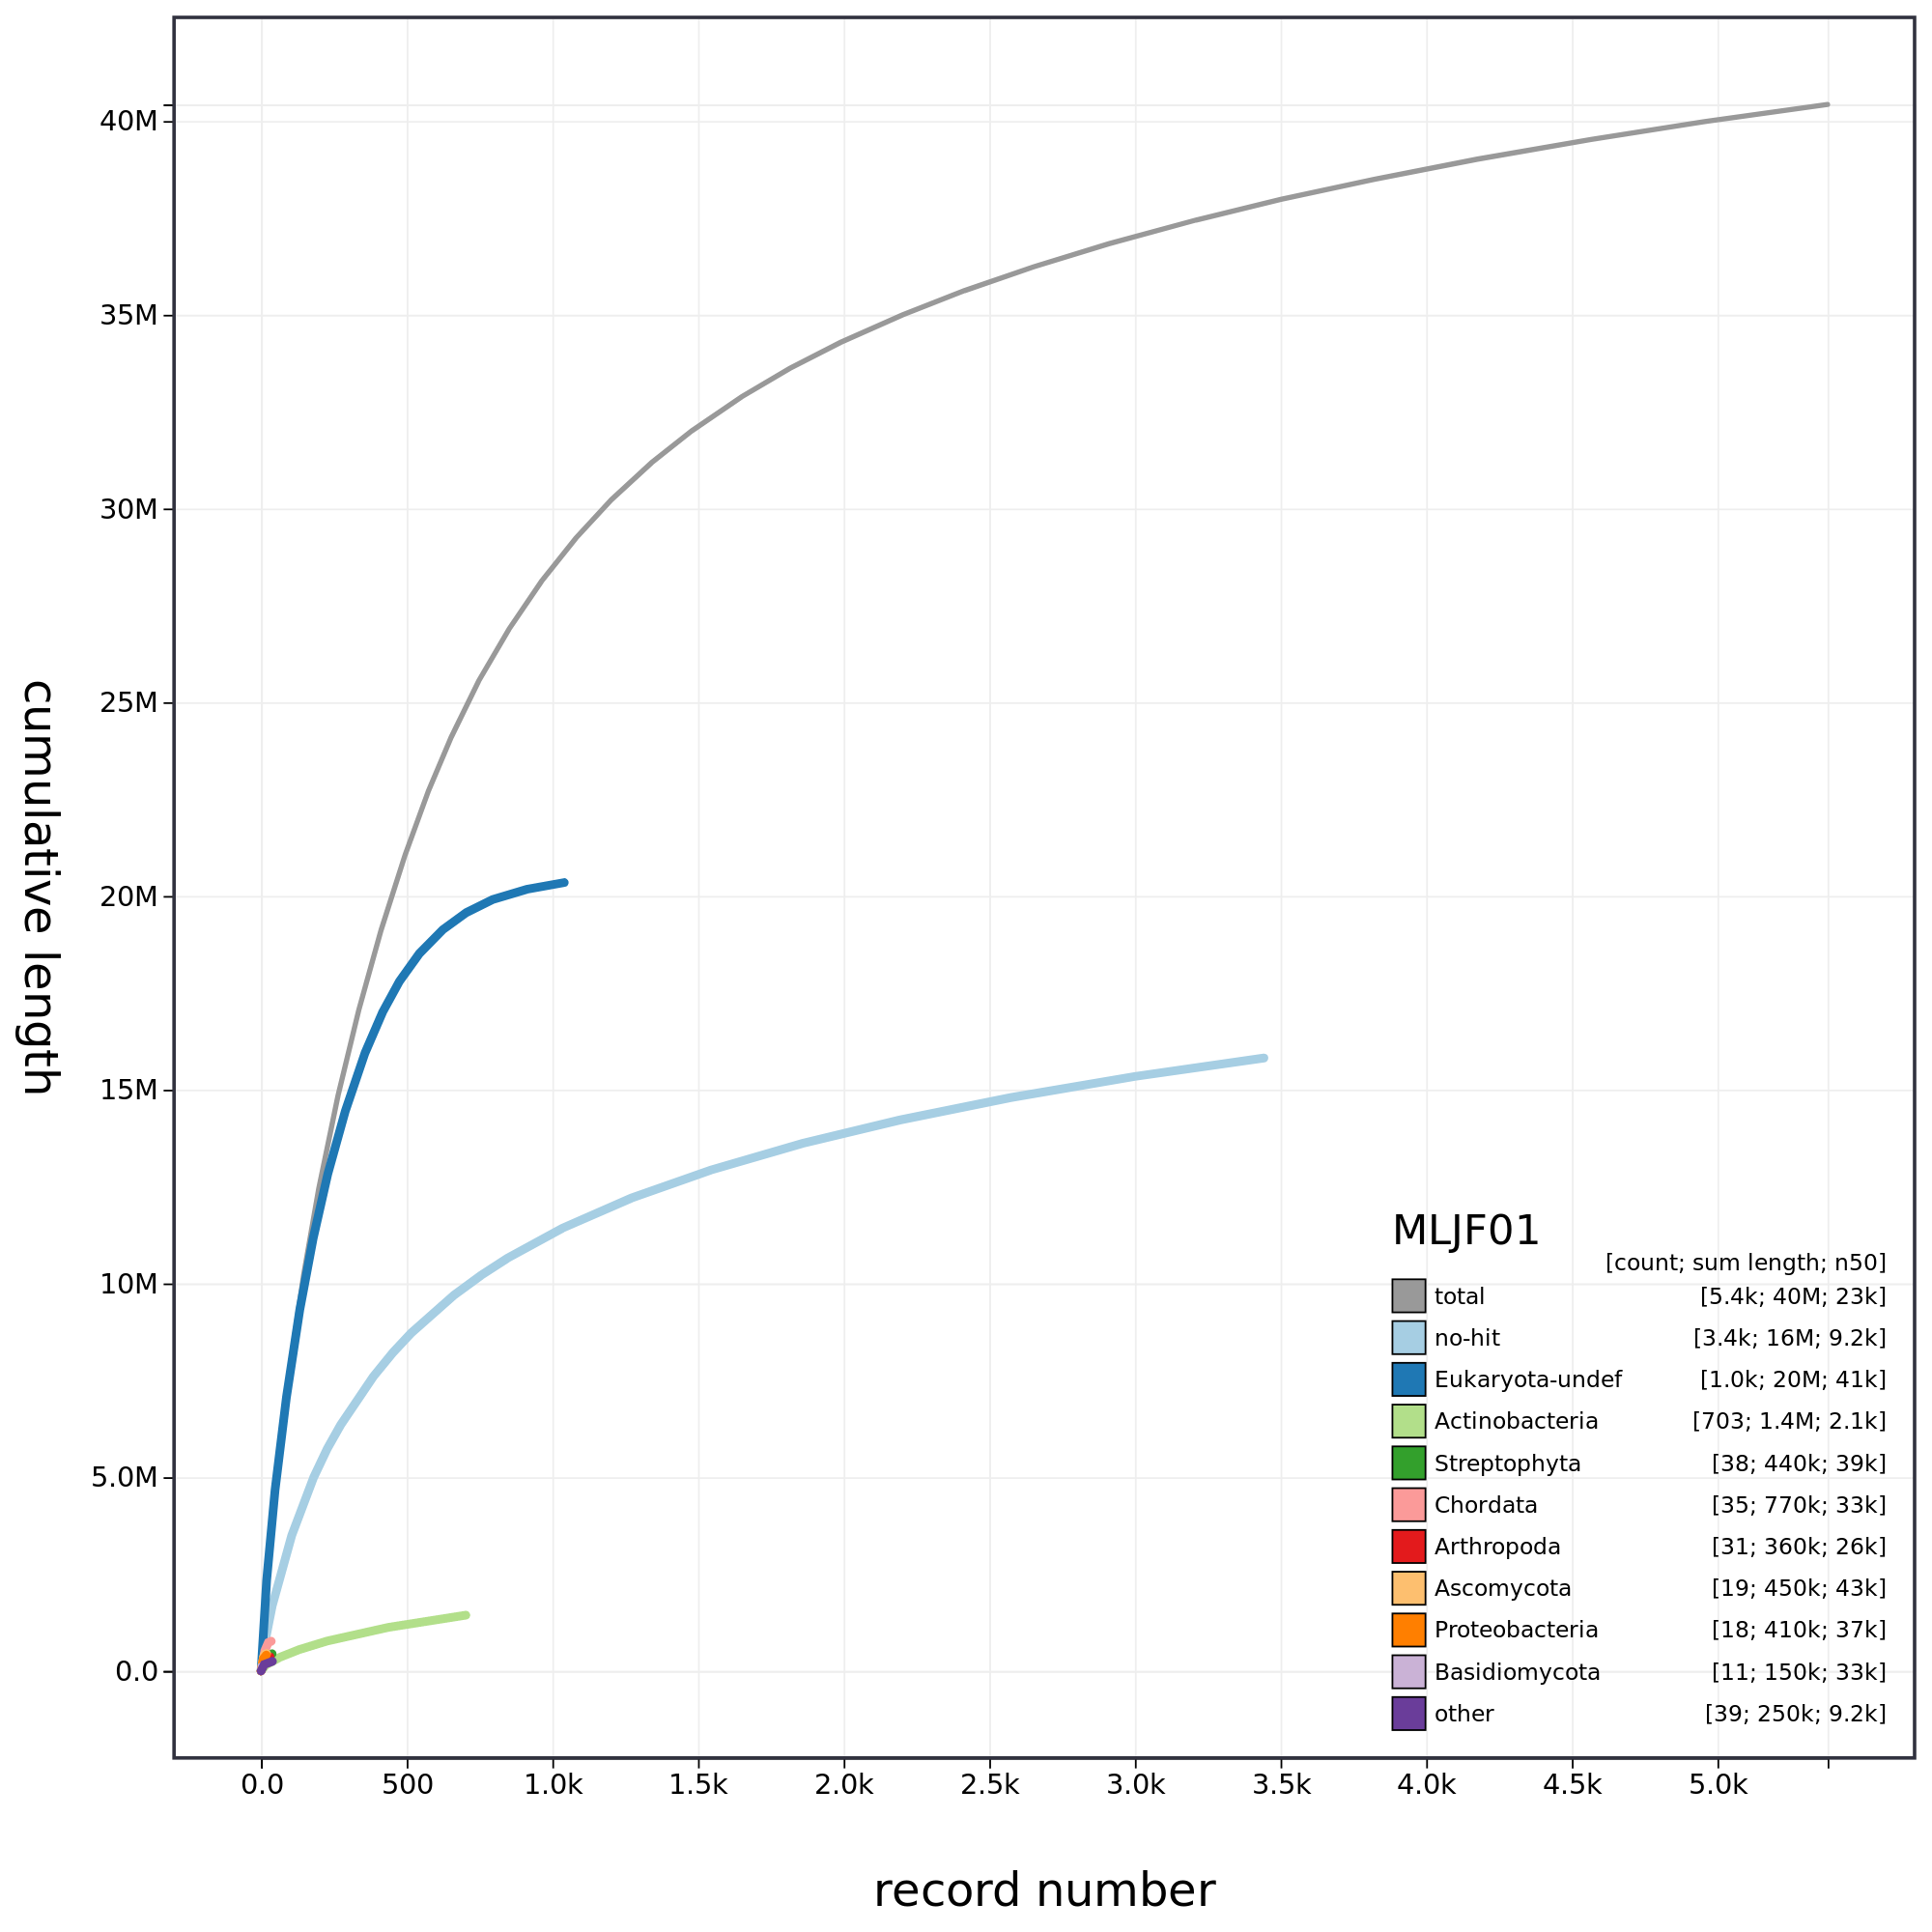 40M
35M
30M
25M
20M
15M
10M
5.0M
0.0
cumulative length
MLJF01
[count; sum length; n50]
total [5.4k; 40M; 23k]
no-hit [3.4k; 16M; 9.2k]
Eukaryota-undef [1.0k; 20M; 41k]
Actinobacteria [703; 1.4M; 2.1k]
Streptophyta [38; 440k; 39k]
Chordata [35; 770k; 33k]
Arthropoda [31; 360k; 26k]
Ascomycota [19; 450k; 43k]
Proteobacteria [18; 410k; 37k]
Basidiomycota [11; 150k; 33k]
other [39; 250k; 9.2k]
0.0 500 1.0k 1.5k 2.0k 2.5k 3.0k 3.5k 4.0k 4.5k 5.0k
record number